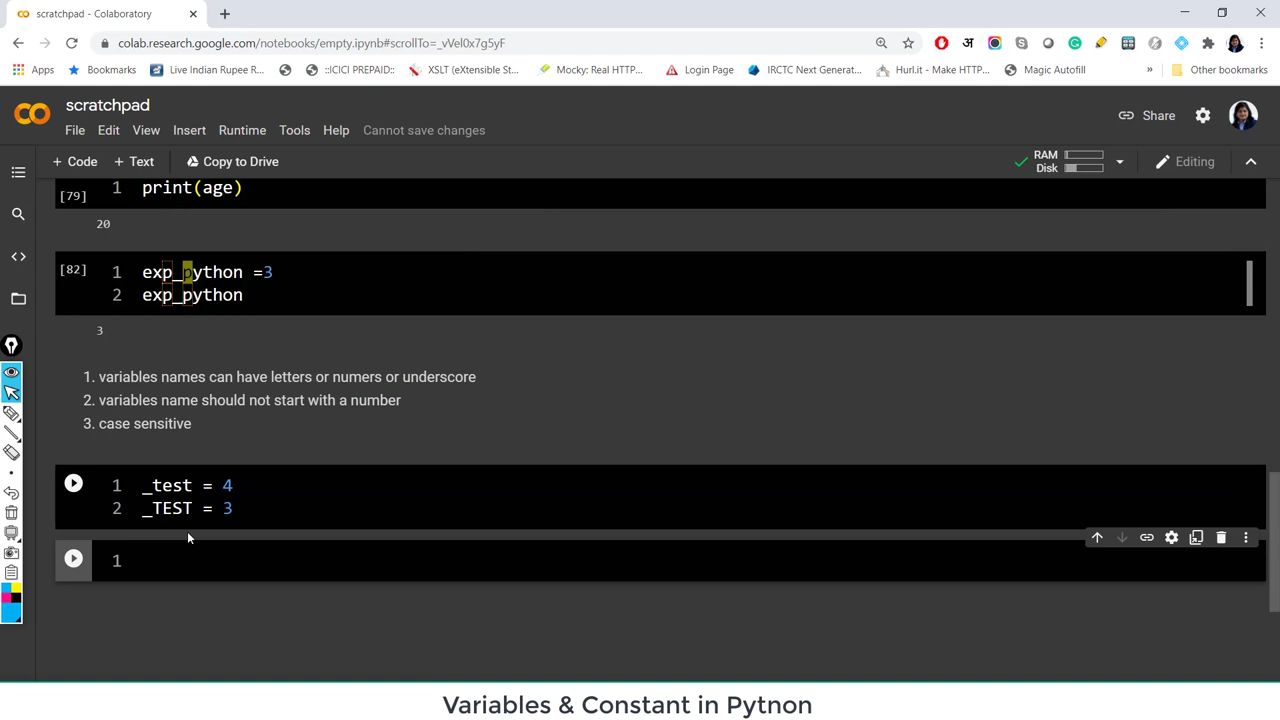 scratchpad - Colaboratory
colab.research.google.com/notebooks/empty.ipynb#scrollTo=_vVel0x7g5yF
Apps Bookmarks Live Indian Rupee R... ::ICICI PREPAID:: XSLT (eXtensible St... Mocky: Real HTTP... Login Page IRCTC Next Generat... Hurl.it - Make HTTP... Magic Autofill » Other bookmarks
scratchpad
File Edit View Insert Runtime Tools Help Cannot save changes
Share
+ Code + Text Copy to Drive
RAM
Disk
Editing
[79] 1 print(age)
20
[82] 1 exp_python =3
2 exp_python
3
1. variables names can have letters or numers or underscore
2. variables name should not start with a number
3. case sensitive
1 _test = 4
2 _TEST = 3
1
Variables & Constant in Pytnon